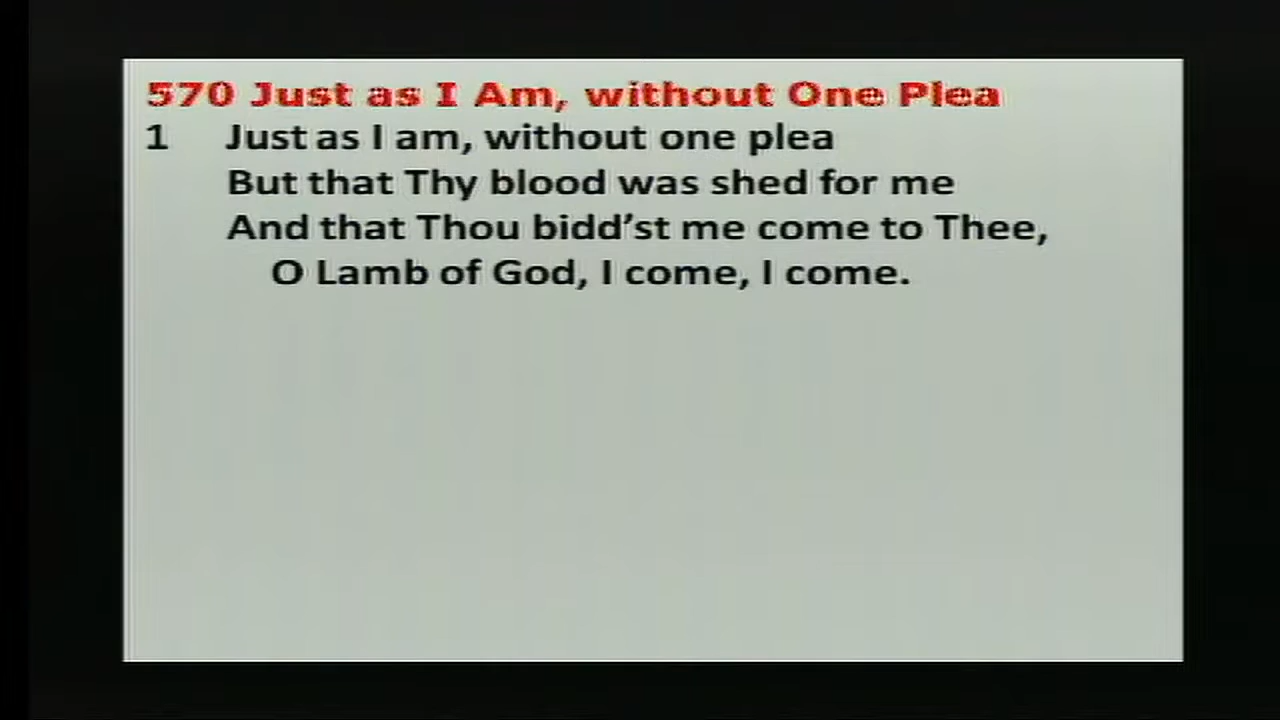 570 Just as I Am, without One Plea
1 Just as I am, without one plea
But that Thy blood was shed for me
And that Thou bidd’st me come to Thee,
O Lamb of God, I come, I come.